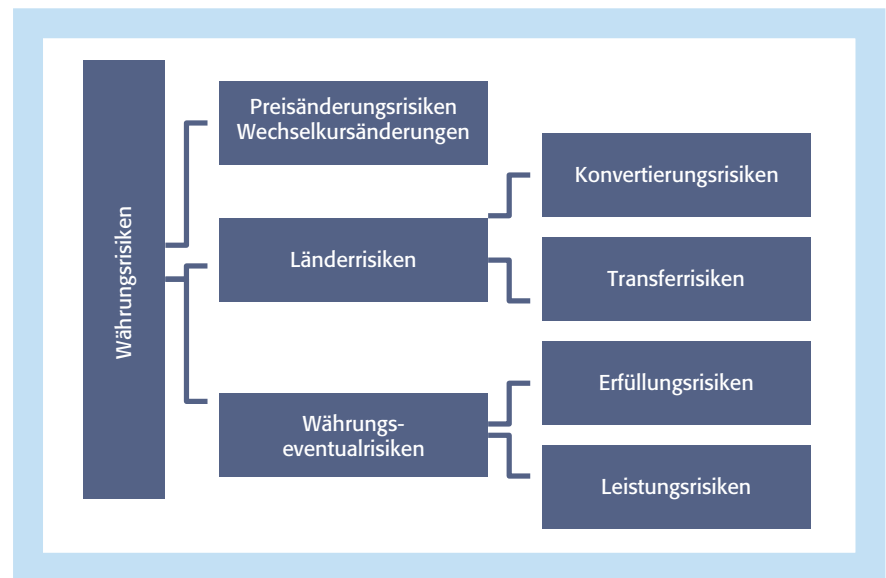 Währungsrisiken
Preisänderungsrisiken
Wechselkursänderungen
Länderrisiken
Konvertierungsrisiken
Transferrisiken
Währungs-
eventualrisiken
Erfüllungsrisiken
Leistungsrisiken